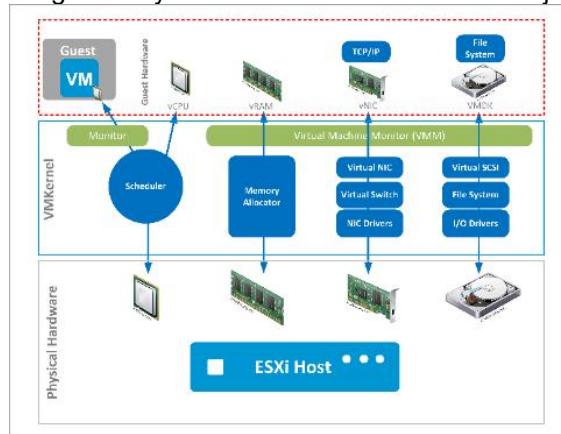 Guest
VM
Guest Hardware
vCPU
vRAM
TCP/IP
vNIC
File
System
VMDK
VMKernel
Monitor
Virtual Machine Monitor (VMM)
Scheduler
Memory
Allocator
Virtual NIC
Virtual Switch
NIC Drivers
Virtual SCSI
File System
I/O Drivers
Physical Hardware
ESXi Host